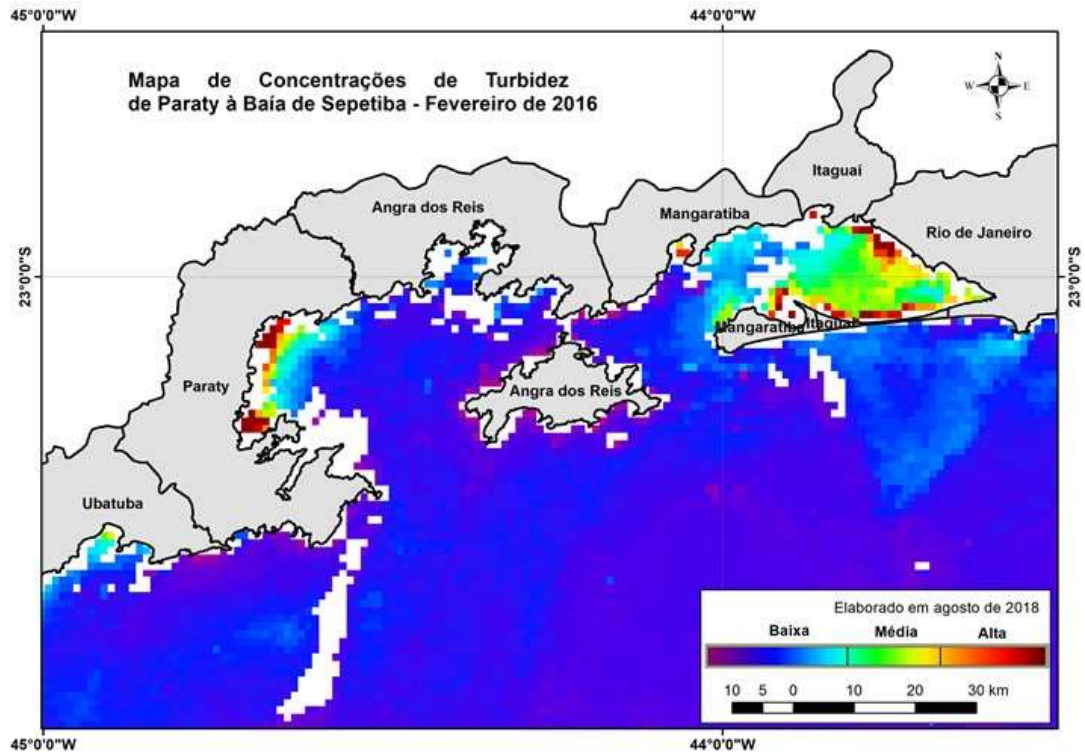 45°0'0"W 44°0'0"W
Mapa de Concentrações de Turbidez
de Paraty à Baía de Sepetiba - Fevereiro de 2016
N
W E
S
Itaguaí
Angra dos Reis
Mangaratiba
Rio de Janeiro
23°0'0"S 23°0'0"S
Mangaratiba Itaguaí
Paraty
Angra dos Reis
Ubatuba
Elaborado em agosto de 2018
Baixa Média Alta
10 5 0 10 20 30 km
45°0'0"W 44°0'0"W